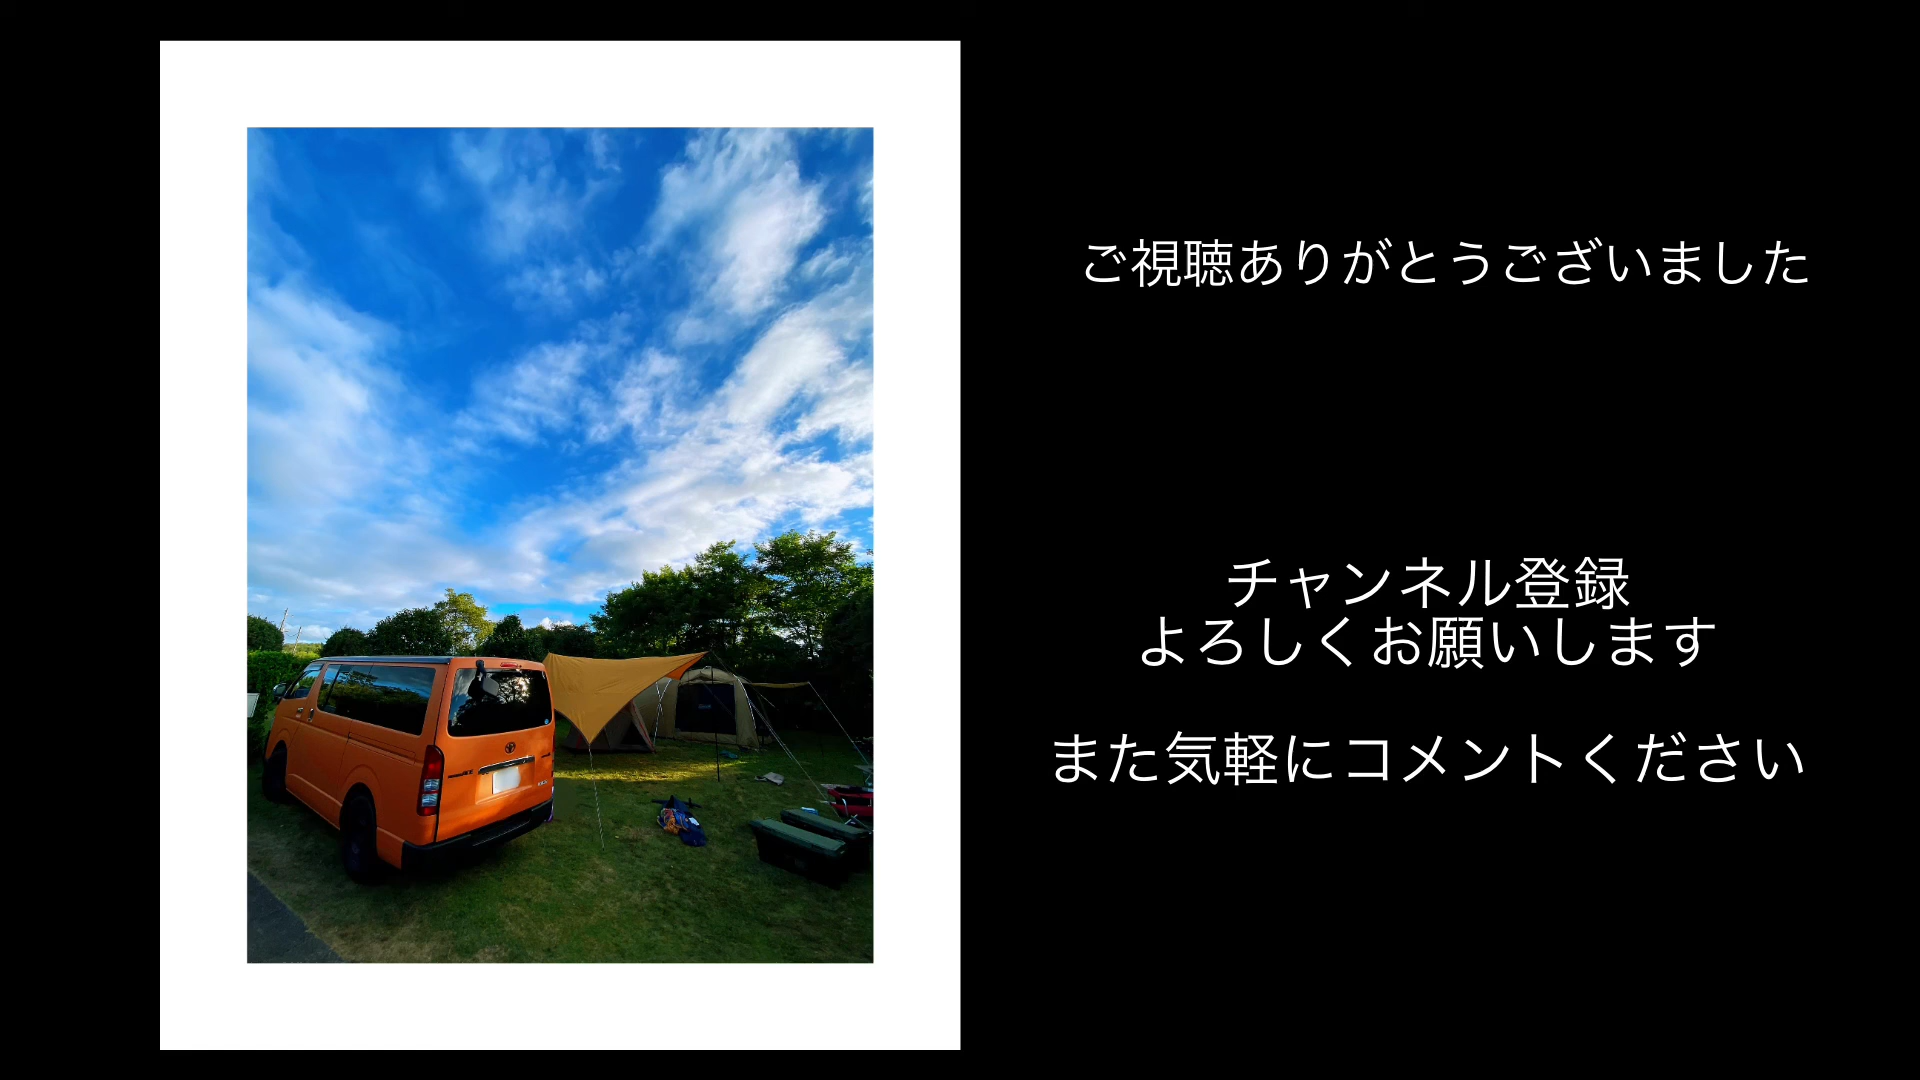 ご視聴ありがとうございました
チャンネル登録
よろしくお願いします
また気軽にコメントください